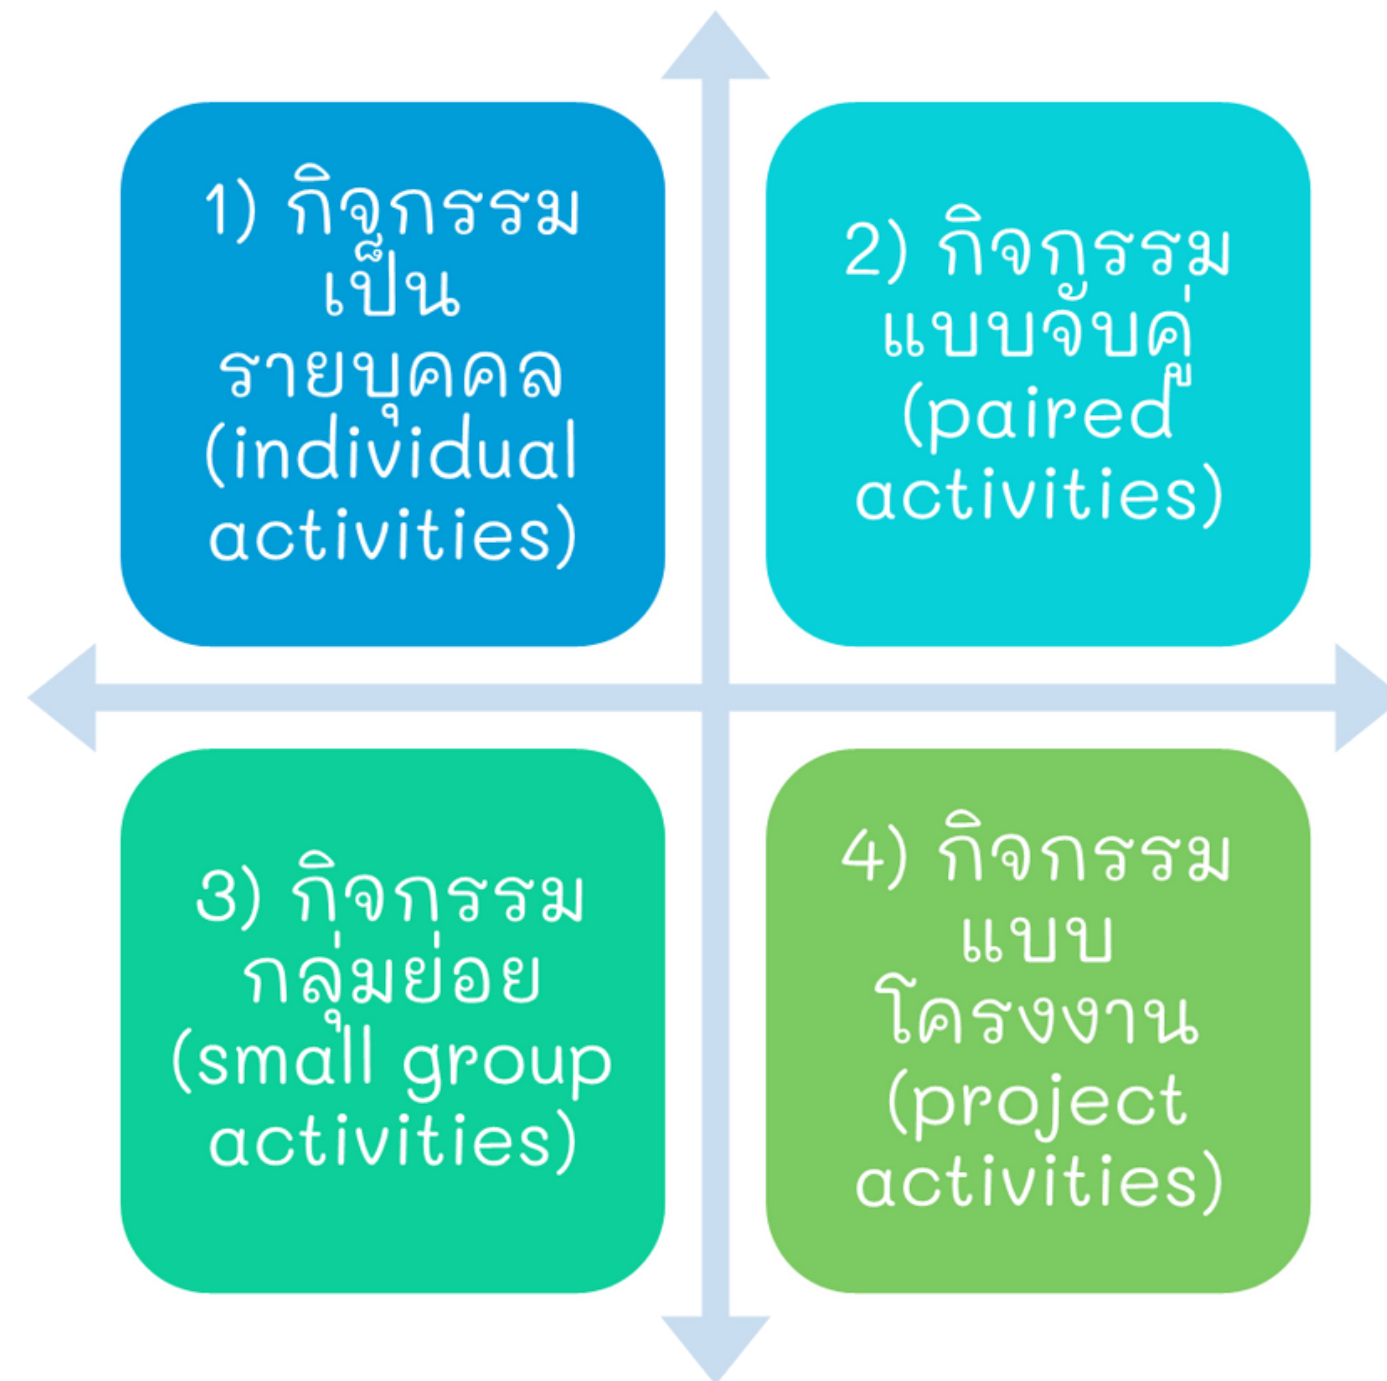 1) กิจกรรม
เป็น
รายบุคคล
(individual
activities)
2) กิจกรรม
แบบจับคู่
(paired
activities)
3) กิจกรรม
กลุ่มย่อย
(small group
activities)
4) กิจกรรม
แบบ
โครงงาน
(project
activities)